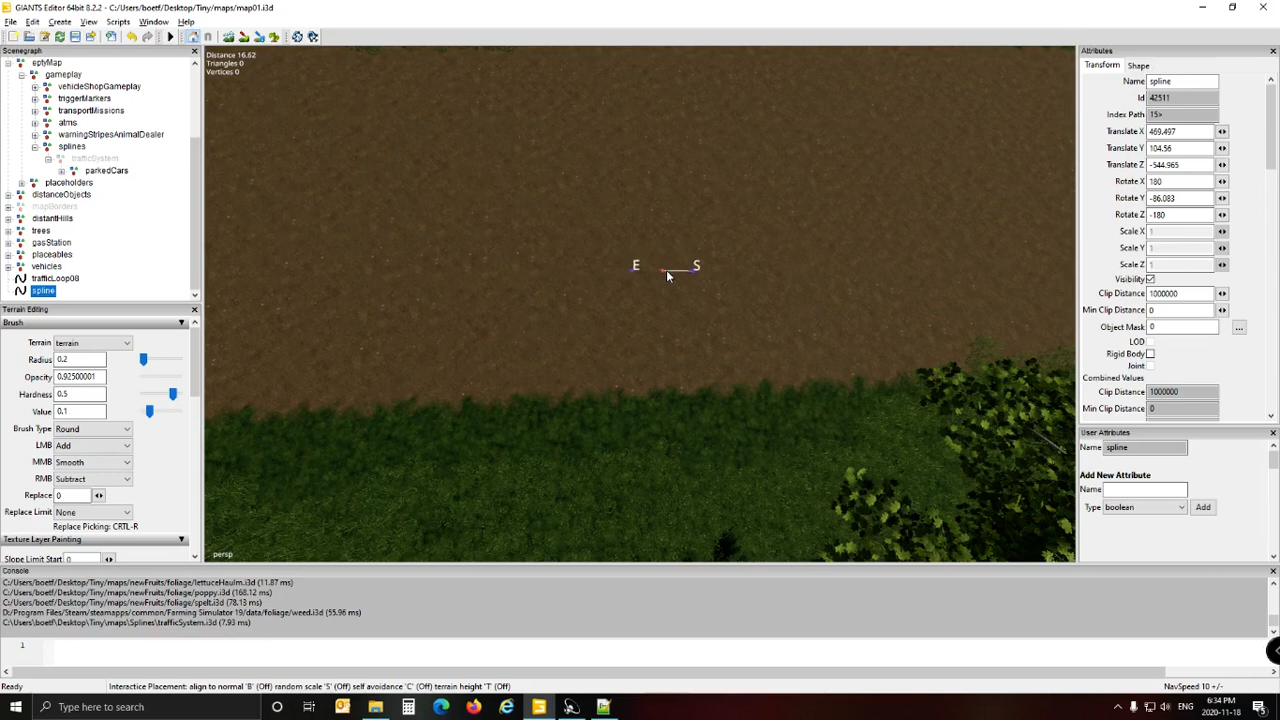 GIANTS Editor 64bit 8.2.2 - C:/Users/boetf/Desktop/Tiny/maps/map01.i3d
File Edit Create View Scripts Window Help
Scenegraph
eptyMap
gameplay
vehicleShopGameplay
triggerMarkers
transportMissions
atms
warningStripesAnimalDealer
splines
trafficSystem
parkedCars
placeholders
distanceObjects
mapBorders
distantHills
trees
gasStation
placeables
vehicles
trafficLoop08
spline
Terrain Editing
Brush
Terrain terrain
Radius 0.2
Opacity 0.92500001
Hardness 0.5
Value 0.1
Brush Type Round
LMB Add
MMB Smooth
RMB Subtract
Replace 0
Replace Limit None
Replace Picking: CRTL-R
Texture Layer Painting
Slope Limit Start 0
Distance 16.62
Triangles 0
Vertices 0
E S
persp
Attributes
Transform Shape
Name spline
Id 42511
Index Path 15>
Translate X 469.497
Translate Y 104.56
Translate Z -544.965
Rotate X 180
Rotate Y -86.083
Rotate Z -180
Scale X 1
Scale Y 1
Scale Z 1
Visibility
Clip Distance 1000000
Min Clip Distance 0
Object Mask 0 ...
LOD
Rigid Body
Joint
Combined Values
Clip Distance 1000000
Min Clip Distance 0
User Attributes
Name spline
Add New Attribute
Name
Type boolean Add
Console
C:/Users/boetf/Desktop/Tiny/maps/newFruits/foliage/lettuceHaulm.i3d (11.87 ms)
C:/Users/boetf/Desktop/Tiny/maps/newFruits/foliage/poppy.i3d (168.12 ms)
C:/Users/boetf/Desktop/Tiny/maps/newFruits/foliage/spelt.i3d (78.13 ms)
D:/Program Files/Steam/steamapps/common/Farming Simulator 19/data/foliage/weed.i3d (55.96 ms)
C:\Users\boetf\Desktop\Tiny\maps\Splines\trafficSystem.i3d (7.93 ms)
1
Ready Interactice Placement: align to normal 'B' (Off) random scale 'S' (Off) self avoidance 'C' (Off) terrain height 'T' (Off) NavSpeed 10 +/-
Type here to search
ENG 6:34 PM
2020-11-18